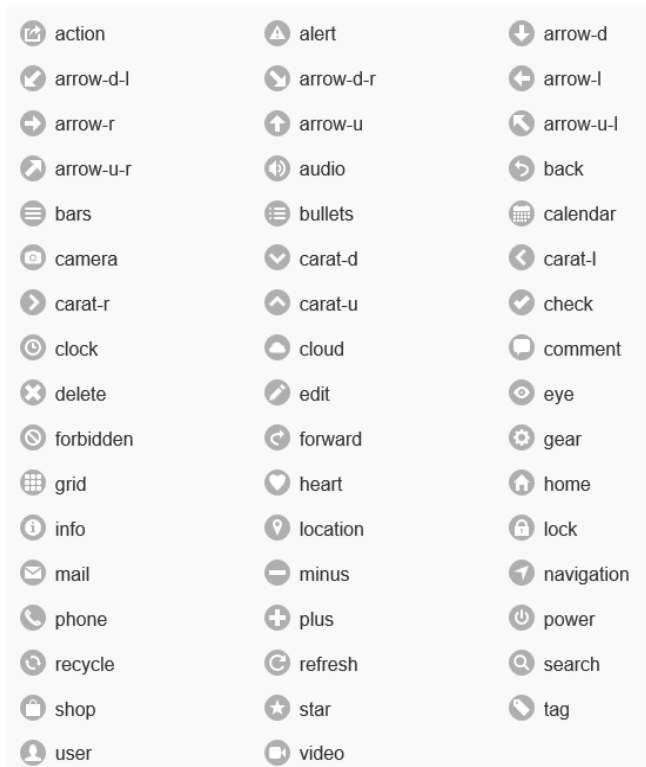 action alert arrow-d
arrow-d-l arrow-d-r arrow-l
arrow-r arrow-u arrow-u-l
arrow-u-r audio back
bars bullets calendar
camera carat-d carat-l
carat-r carat-u check
clock cloud comment
delete edit eye
forbidden forward gear
grid heart home
info location lock
mail minus navigation
phone plus power
recycle refresh search
shop star tag
user video